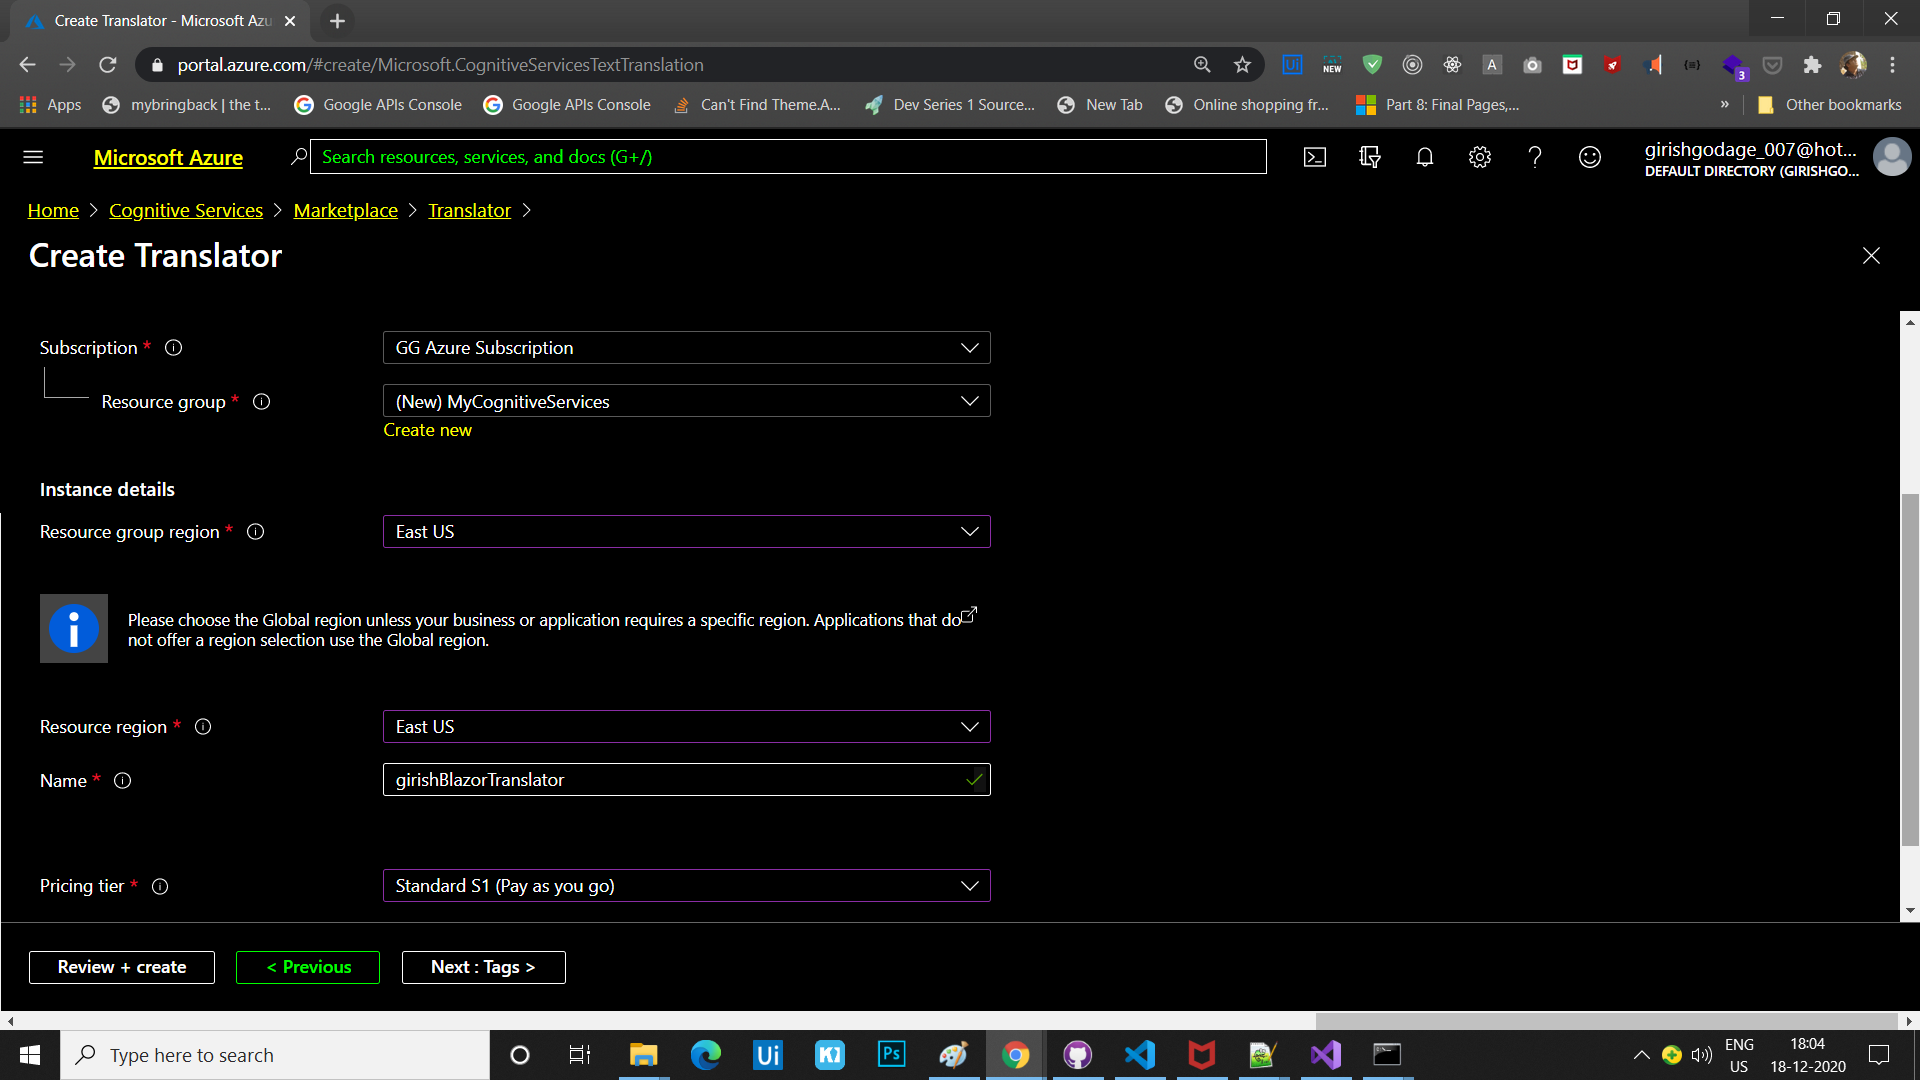 Create Translator - Microsoft Azu
portal.azure.com/#create/Microsoft.CognitiveServicesTextTranslation
Ui
NEW
A
3
Apps
mybringback | the t...
Google APIs Console
Google APIs Console
Can't Find Theme.A...
Dev Series 1 Source...
New Tab
Online shopping fr...
Part 8: Final Pages,...
»
Other bookmarks
Microsoft Azure
Search resources, services, and docs (G+/)
girishgodage_007@hot...
DEFAULT DIRECTORY (GIRISHGO...
Home > Cognitive Services > Marketplace > Translator >
Create Translator
Subscription *
GG Azure Subscription
Resource group *
(New) MyCognitiveServices
Create new
Instance details
Resource group region *
East US
Please choose the Global region unless your business or application requires a specific region. Applications that do
not offer a region selection use the Global region.
Resource region *
East US
Name *
girishBlazorTranslator
Pricing tier *
Standard S1 (Pay as you go)
Review + create
< Previous
Next : Tags >
Type here to search
Ui
Ps
ENG
US
18:04
18-12-2020